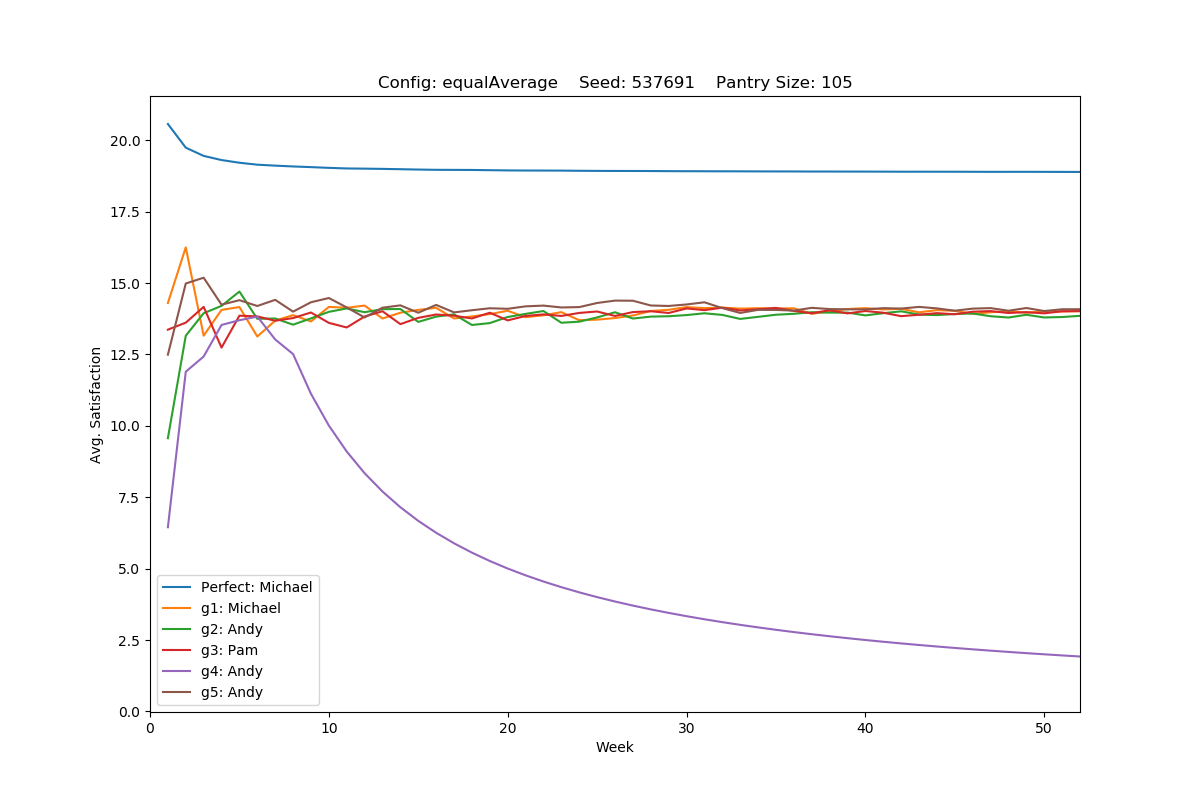 Config: equalAverage    Seed: 537691    Pantry Size: 105
Avg. Satisfaction
20.0
17.5
15.0
12.5
10.0
7.5
5.0
2.5
0.0
Perfect: Michael
g1: Michael
g2: Andy
g3: Pam
g4: Andy
g5: Andy
0 10 20 30 40 50
Week